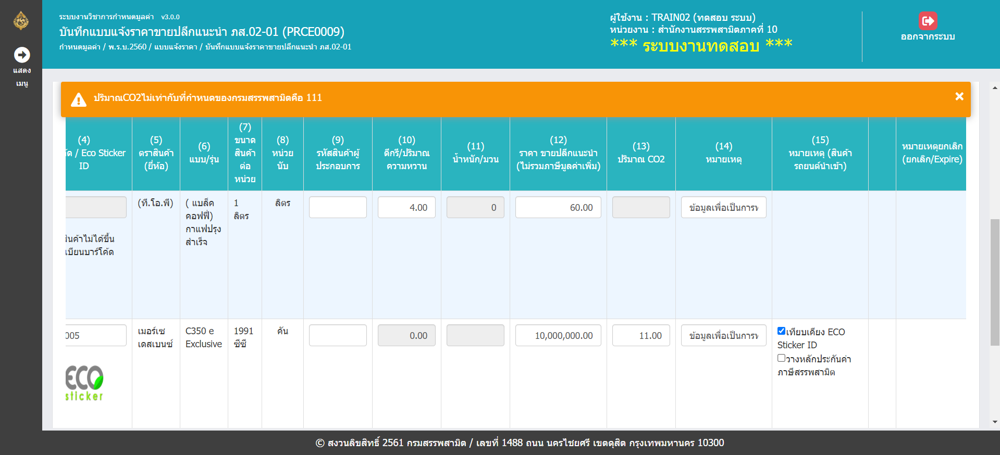 ระบบงานวิชาการกำหนดมูลค่า v3.0.0
บันทึกแบบแจ้งราคาขายปลีกแนะนำ ภส.02-01 (PRCE0009)
กำหนดมูลค่า / พ.ร.บ.2560 / แบบแจ้งราคา / บันทึกแบบแจ้งราคาขายปลีกแนะนำ ภส.02-01
ผู้ใช้งาน : TRAIN02 (ทดสอบ ระบบ)
หน่วยงาน : สำนักงานสรรพสามิตภาคที่ 10
*** ระบบงานทดสอบ ***
ออกจากระบบ
แสดง
เมนู
ปริมาณCO2ไม่เท่ากับที่กำหนดของกรมสรรพสามิตคือ 111
(4)
ัด / Eco Sticker
ID
(5)
ตราสินค้า
(ยี่ห้อ)
(6)
แบบ/รุ่น
(7)
ขนาด
สินค้า
ต่อ
หน่วย
(8)
หน่วย
นับ
(9)
รหัสสินค้าผู้
ประกอบการ
(10)
ดีกรี/ปริมาณ
ความหวาน
(11)
น้ำหนัก/มวน
(12)
ราคา ขายปลีกแนะนำ
(ไม่รวมภาษีมูลค่าเพิ่ม)
(13)
ปริมาณ CO2
(14)
หมายเหตุ
(15)
หมายเหตุ (สินค้า
รถยนต์นำเข้า)
หมายเหตุยกเลิก
(ยกเลิก/Expire)
สินค้าไม่ได้ขึ้น
เบียนบาร์โค้ด
(ที.โอ.พี)
( แบล็ค
คอฟฟี่)
กาแฟปรุง
สำเร็จ
1
ลิตร
ลิตร
4.00
0
60.00
ข้อมูลเพื่อเป็นการท
005
ECO
sticker
เมอร์เซ
เดสเบนซ์
C350 e
Exclusive
1991
ซีซี
คัน
0.00
10,000,000.00
11.00
ข้อมูลเพื่อเป็นการท
เทียบเคียง ECO
Sticker ID
วางหลักประกันค่า
ภาษีสรรพสามิต
© สงวนลิขสิทธิ์ 2561 กรมสรรพสามิต / เลขที่ 1488 ถนน นครไชยศรี เขตดุสิต กรุงเทพมหานคร 10300